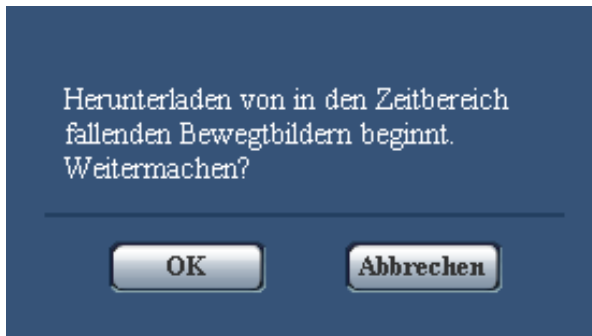 Herunterladen von in den Zeitbereich
fallenden Bewegtbildern beginnt.
Weitermachen?
OK
Abbrechen